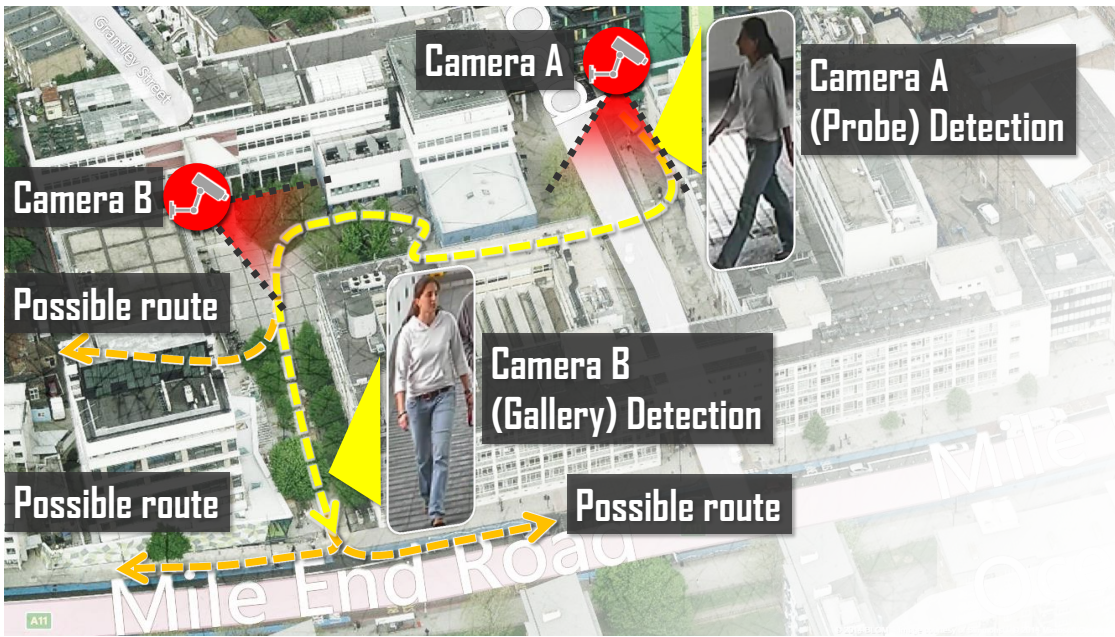 Grantley Street
Camera A
Camera A
(Probe) Detection
Camera B
Possible route
Camera B
(Gallery) Detection
Possible route
Possible route
Mile
Mile End Road
A11